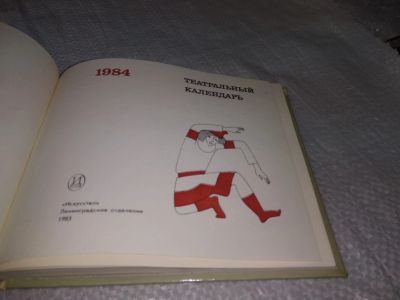 1984
ТЕАТРАЛЬНЫЙ
КАЛЕНДАРЬ
«Искусство»
Ленинградское отделение
1983